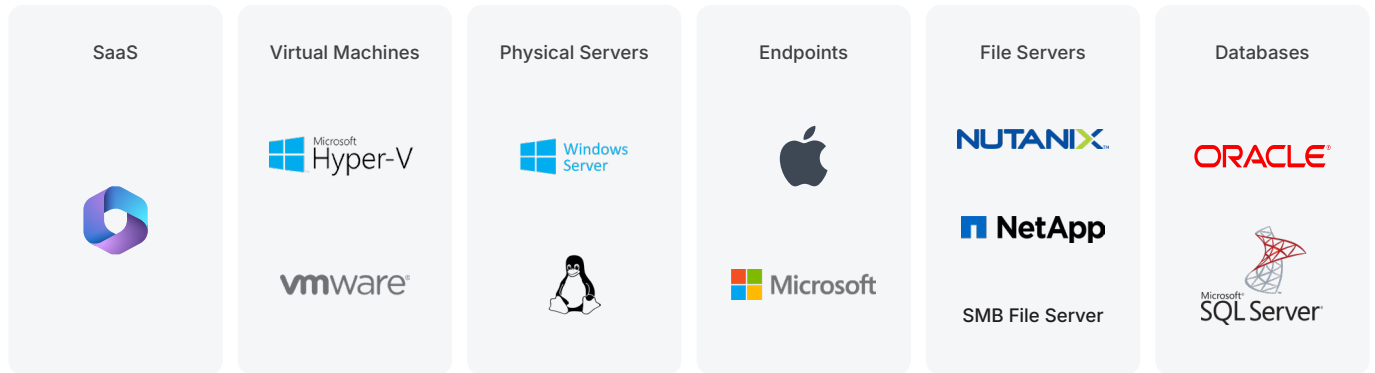 SaaS
Virtual Machines
Microsoft
Hyper-V
vmware®
Physical Servers
Windows
Server
Endpoints
Microsoft
File Servers
NUTANIX™
NetApp
SMB File Server
Databases
ORACLE®
Microsoft®
SQL Server®